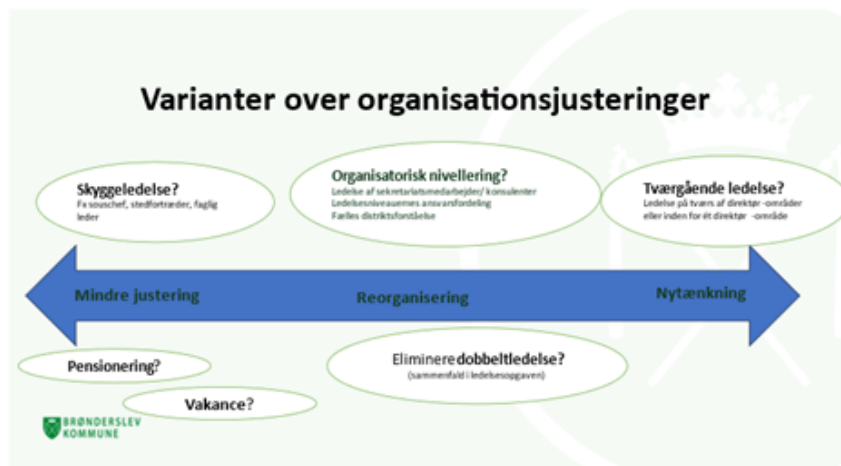 Varianter over organisationsjusteringer
Skyggeledelse?
Fx souschef, stedfortræder, faglig
leder
Organisatorisk nivellering?
Ledelse af sekretariatsmedarbejder/ konsulenter
Ledelsesniveauernes ansvarsfordeling
Fælles distriktsforståelse
Tværgående ledelse?
Ledelse på tværs af direktør -områder
eller inden for ét direktør -område
Mindre justering
Reorganisering
Nytænkning
Pensionering?
Vakance?
Eliminere dobbeltledelse?
(sammenfald i ledelsesopgaven)
BRØNDERSLEV
KOMMUNE